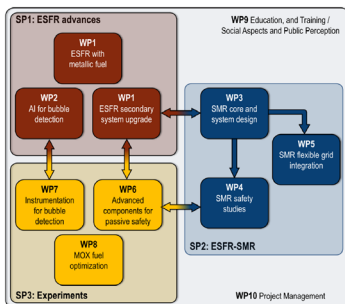 SP1: ESFR advances
WP9 Education, and Training /
Social Aspects and Public Perception
WP1
ESFR with
metallic fuel
WP2
AI for bubble
detection
WP1
ESFR secondary
system upgrade
WP3
SMR core and
system design
WP5
SMR flexible grid
integration
WP7
Instrumentation
for bubble
detection
WP6
Advanced
components for
passive safety
WP4
SMR safety
studies
WP8
MOX fuel
optimization
SP2: ESFR-SMR
SP3: Experiments
WP10 Project Management